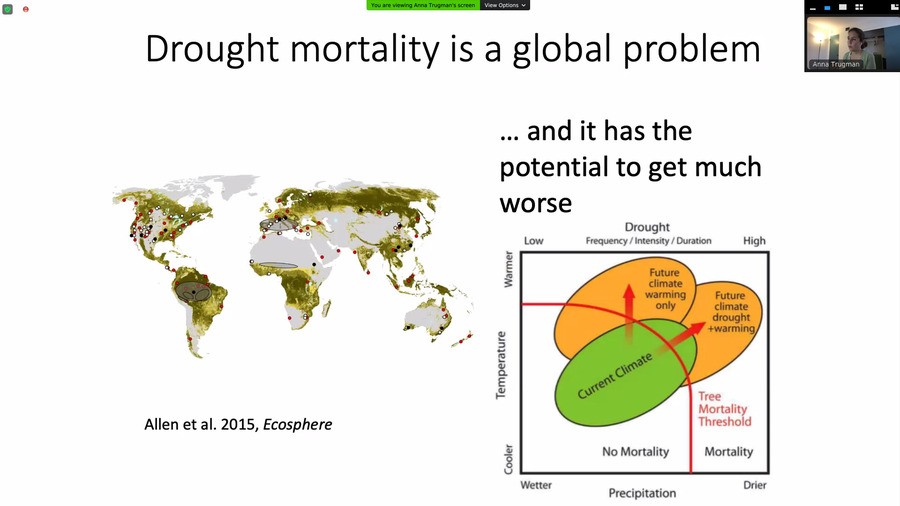 You are viewing Anna Trugman's screen
View Options
Anna Trugman
Drought mortality is a global problem
... and it has the
potential to get much
worse
Drought
Low
Frequency / Intensity / Duration
High
Warmer
Temperature
Cooler
Future
climate
warming
only
Future
climate
drought
+warming
Current Climate
Tree
Mortality
Threshold
No Mortality
Mortality
Wetter
Drier
Precipitation
Allen et al. 2015, Ecosphere